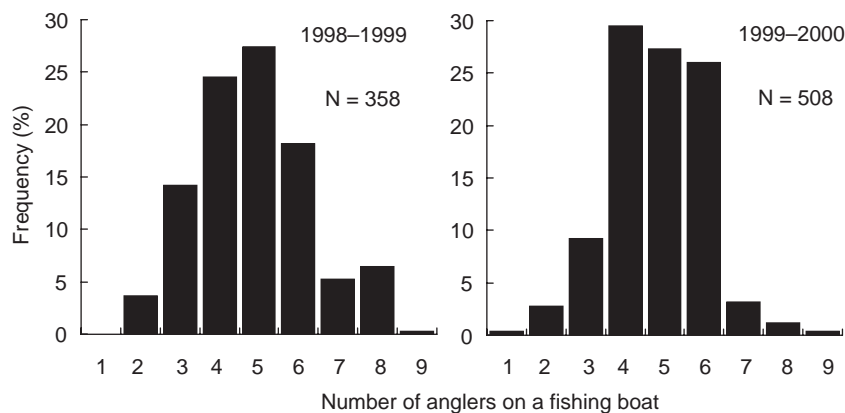 Frequency (%)
30
25
20
15
10
5
0
1998–1999
N = 358
1 2 3 4 5 6 7 8 9
30
25
20
15
10
5
0
1999–2000
N = 508
1 2 3 4 5 6 7 8 9
Number of anglers on a fishing boat